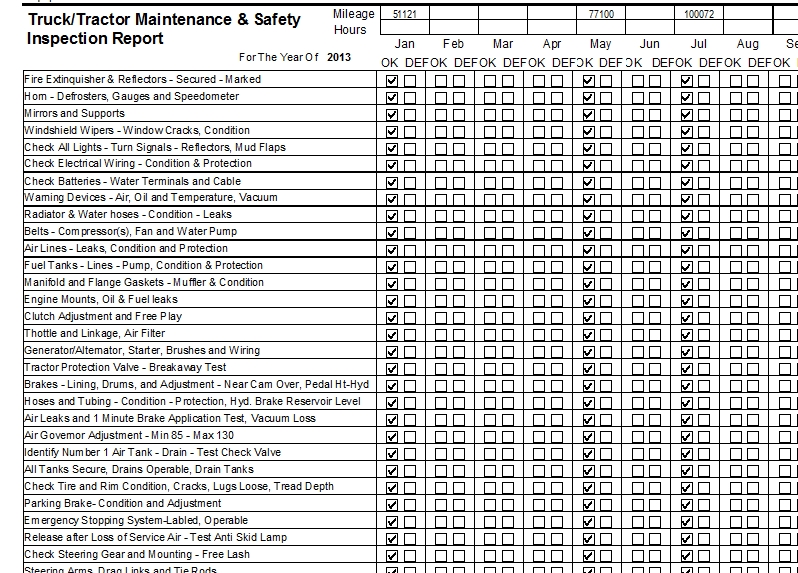 Truck/Tractor Maintenance & Safety
Inspection Report
For The Year Of 2013
Mileage 51121 77100 100072
Hours
Jan Feb Mar Apr May Jun Jul Aug Se
OK DEF OK DEF OK DEF OK DEF OK DEF OK DEF OK DEF OK DEF OK
Fire Extinquisher & Reflectors - Secured - Marked
Horn - Defrosters, Gauges and Speedometer
Mirrors and Supports
Windshield Wipers - Window Cracks, Condition
Check All Lights - Turn Signals - Reflectors, Mud Flaps
Check Electrical Wiring - Condition & Protection
Check Batteries - Water Terminals and Cable
Warning Devices - Air, Oil and Temperature, Vacuum
Radiator & Water hoses - Condition - Leaks
Belts - Compressor(s), Fan and Water Pump
Air Lines - Leaks, Condition and Protection
Fuel Tanks - Lines - Pump, Condition & Protection
Manifold and Flange Gaskets - Muffler & Condition
Engine Mounts, Oil & Fuel leaks
Clutch Adjustment and Free Play
Thottle and Linkage, Air Filter
Generator/Alternator, Starter, Brushes and Wiring
Tractor Protection Valve - Breakaway Test
Brakes - Lining, Drums, and Adjustment - Near Cam Over, Pedal Ht-Hyd
Hoses and Tubing - Condition - Protection, Hyd. Brake Reservoir Level
Air Leaks and 1 Minute Brake Application Test, Vacuum Loss
Air Governor Adjustment - Min 85 - Max 130
Identify Number 1 Air Tank - Drain - Test Check Valve
All Tanks Secure, Drains Operable, Drain Tanks
Check Tire and Rim Condition, Cracks, Lugs Loose, Tread Depth
Parking Brake- Condition and Adjustment
Emergency Stopping System-Labled, Operable
Release after Loss of Service Air - Test Anti Skid Lamp
Check Steering Gear and Mounting - Free Lash
Steering Arms, Drag Links and Tie Rods